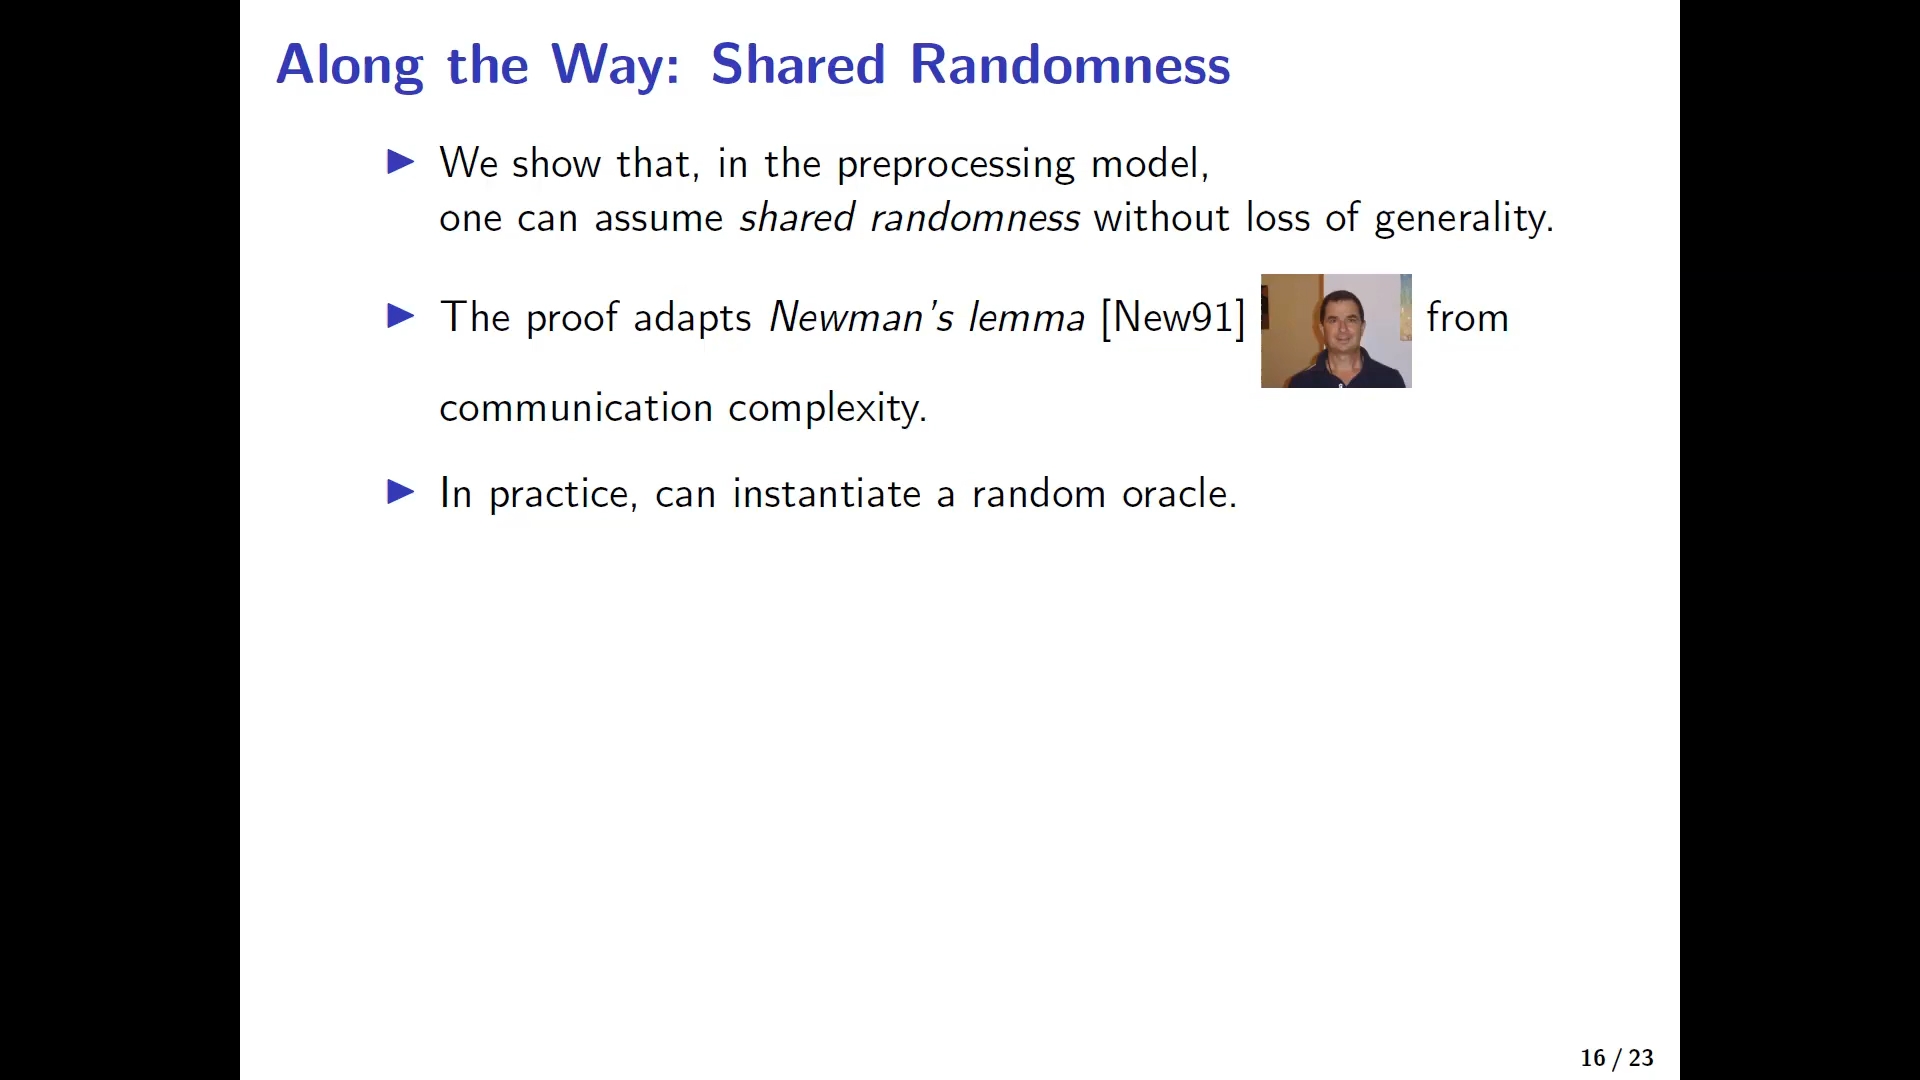 Along the Way: Shared Randomness
We show that, in the preprocessing model,
one can assume shared randomness without loss of generality.
The proof adapts Newman's lemma [New91] from
communication complexity.
In practice, can instantiate a random oracle.
16 / 23